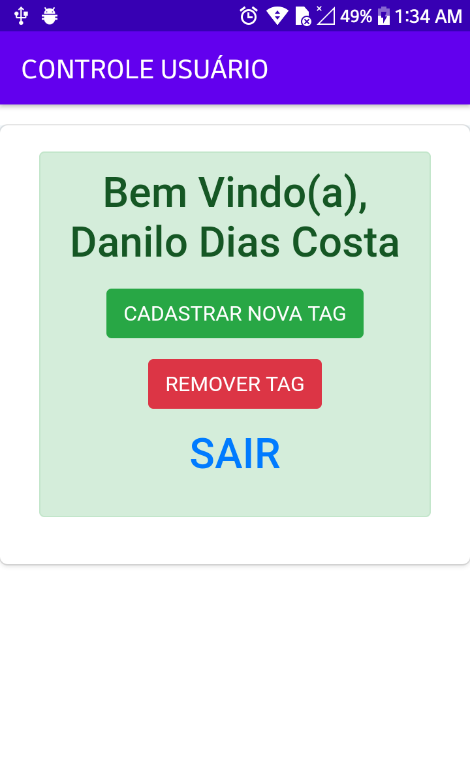 49% 1:34 AM
CONTROLE USUÁRIO
Bem Vindo(a),
Danilo Dias Costa
CADASTRAR NOVA TAG
REMOVER TAG
SAIR